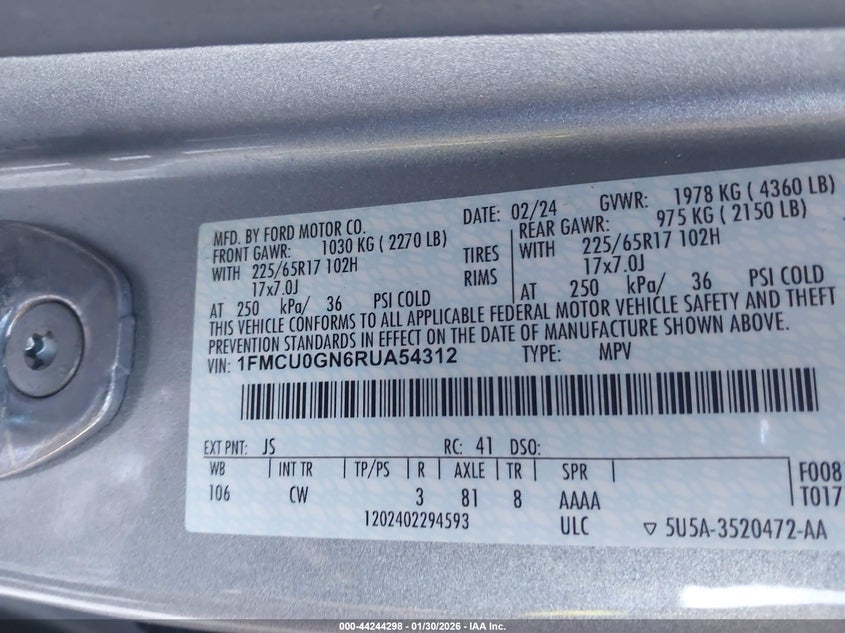 MFD. BY FORD MOTOR CO.
DATE: 02/24
GVWR: 1978 KG ( 4360 LB)
FRONT GAWR: 1030 KG ( 2270 LB)
REAR GAWR: 975 KG ( 2150 LB)
WITH 225/65R17 102H TIRES WITH 225/65R17 102H
17x7.0J RIMS 17x7.0J
AT 250 kPa/ 36 PSI COLD AT 250 kPa/ 36 PSI COLD
THIS VEHICLE CONFORMS TO ALL APPLICABLE FEDERAL MOTOR VEHICLE SAFETY AND THEFT
PREVENTION STANDARDS IN EFFECT ON THE DATE OF MANUFACTURE SHOWN ABOVE.
VIN: 1FMCU0GN6RUA54312 TYPE: MPV
EXT PNT: JS RC: 41 DSO:
WB INT TR TP/PS R AXLE TR SPR F008
106 CW 3 81 8 AAAA T017
1202402294593 ULC ▽ 5U5A-3520472-AA
000-44244298 - 01/30/2026 - IAA Inc.